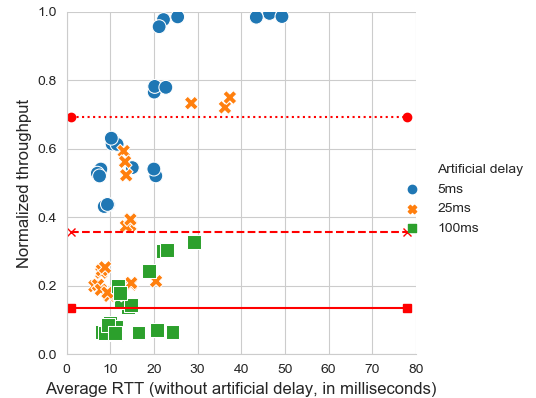 1.0
0.8
0.6
0.4
0.2
0.0
Normalized throughput
0 10 20 30 40 50 60 70 80
Average RTT (without artificial delay, in milliseconds)
Artificial delay
5ms
25ms
100ms